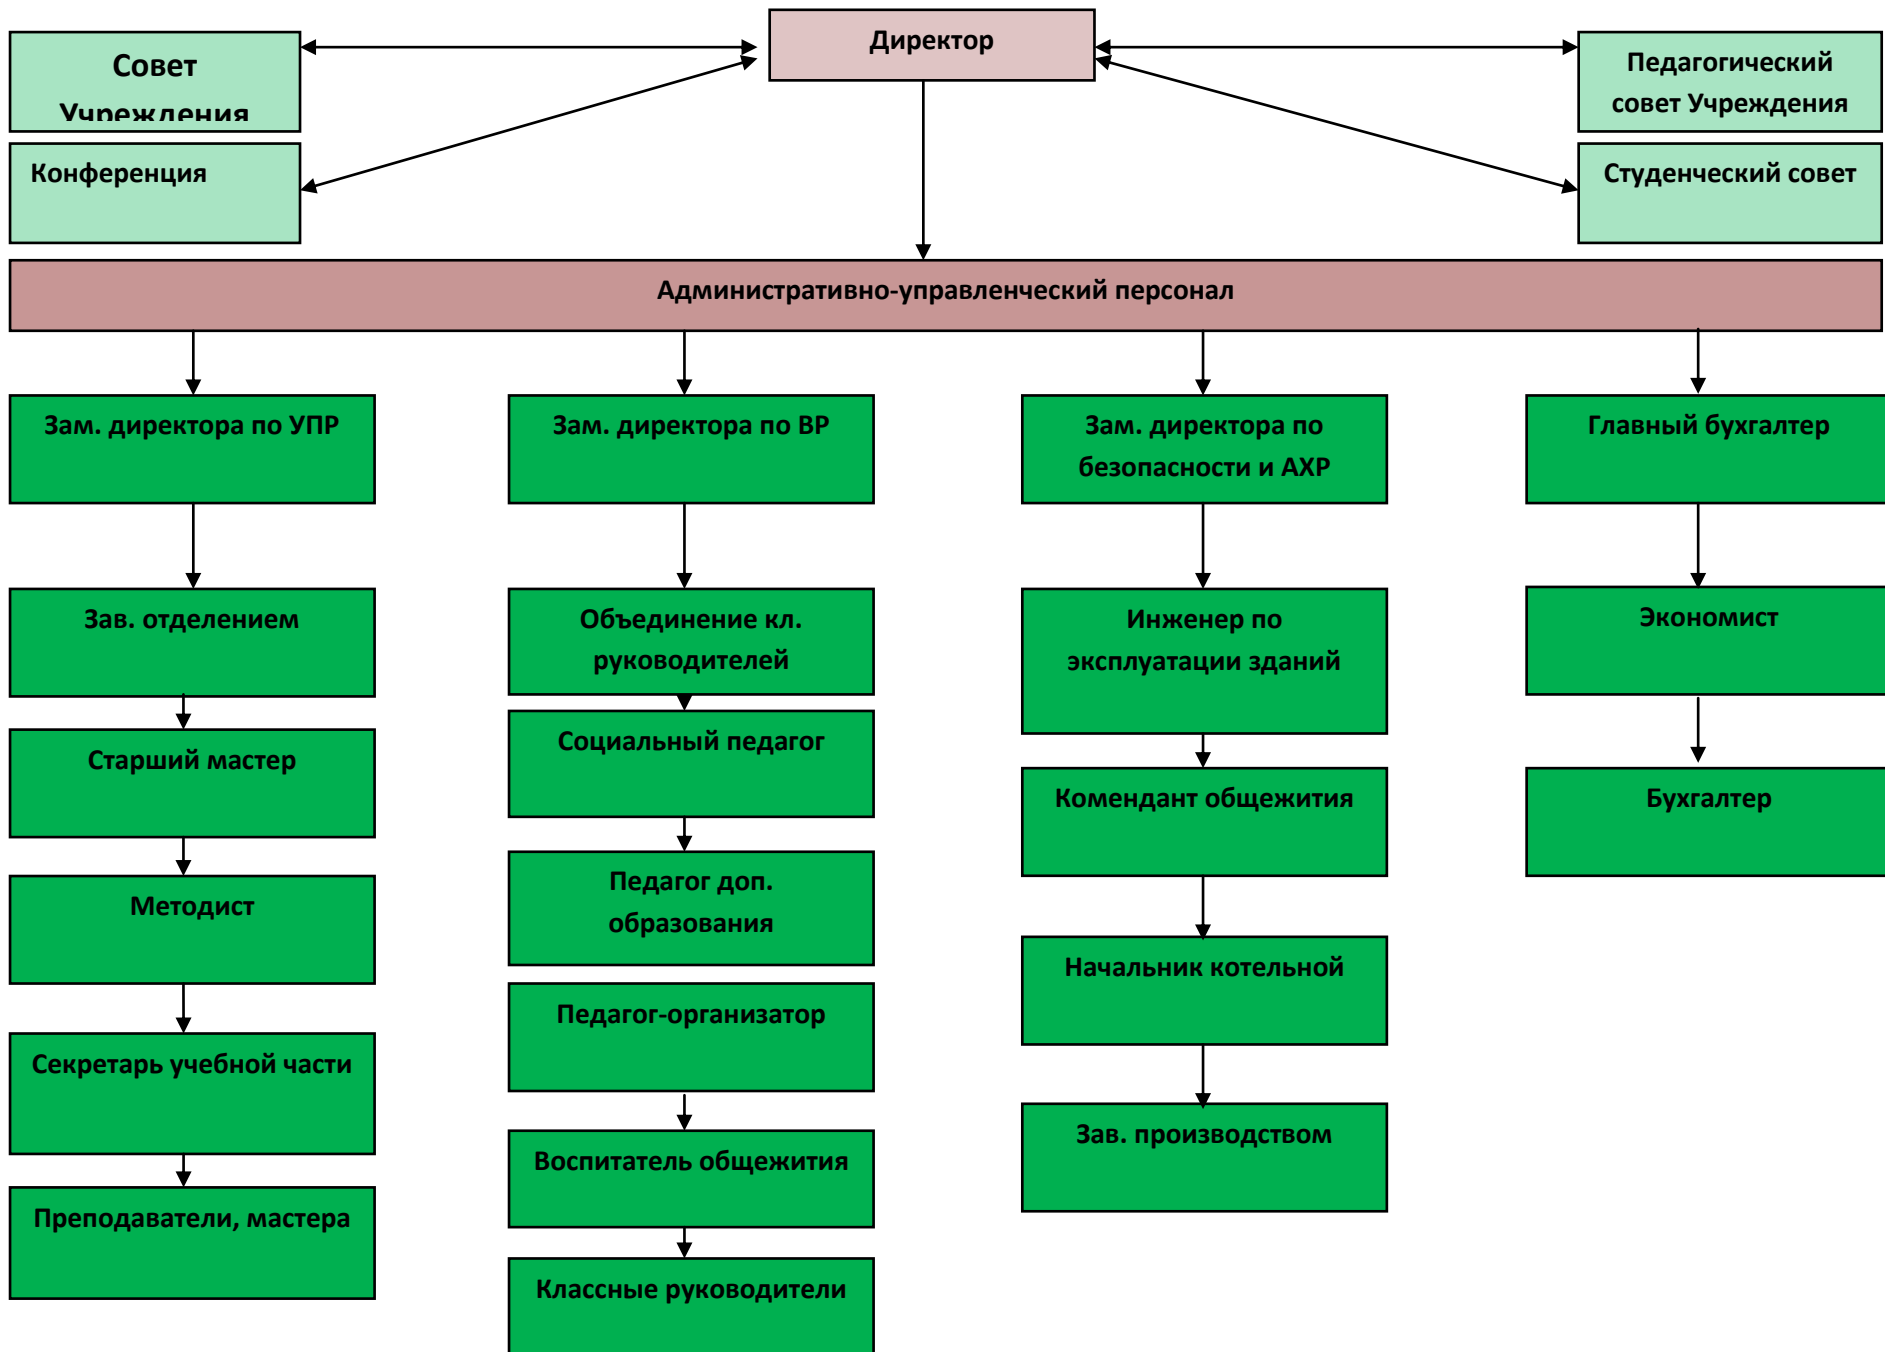 Директор
Совет
Учреждения
Педагогический
совет Учреждения
Конференция
Студенческий совет
Административно-управленческий персонал
Зам. директора по УПР
Зам. директора по ВР
Зам. директора по
безопасности и АХР
Главный бухгалтер
Зав. отделением
Объединение кл.
руководителей
Инженер по
эксплуатации зданий
Экономист
Старший мастер
Социальный педагог
Комендант общежития
Бухгалтер
Методист
Педагог доп.
образования
Начальник котельной
Секретарь учебной части
Педагог-организатор
Зав. производством
Преподаватели, мастера
Воспитатель общежития
Классные руководители